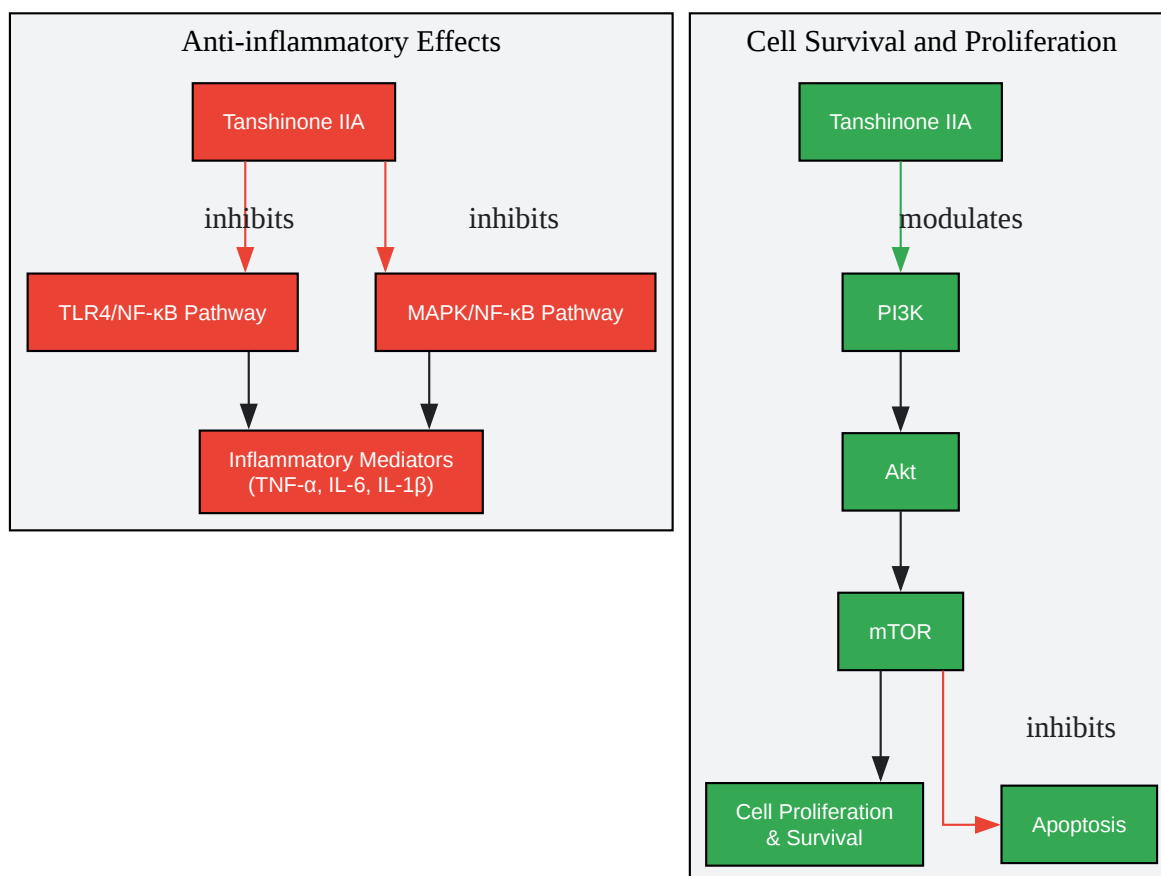 Anti-inflammatory Effects
Tanshinone IIA
inhibits
inhibits
TLR4/NF-κB Pathway
MAPK/NF-κB Pathway
Inflammatory Mediators
(TNF-α, IL-6, IL-1β)
Cell Survival and Proliferation
Tanshinone IIA
modulates
PI3K
Akt
mTOR
inhibits
Cell Proliferation
& Survival
Apoptosis